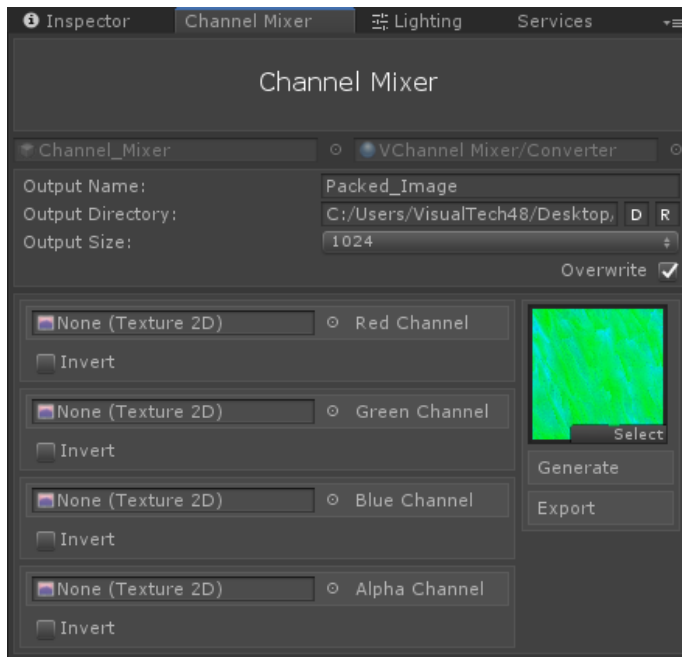 Inspector Channel Mixer Lighting Services
Channel Mixer
Channel_Mixer VChannel Mixer/Converter
Output Name: Packed_Image
Output Directory: C:/Users/VisualTech48/Desktop/ D R
Output Size: 1024
Overwrite
None (Texture 2D) Red Channel
Invert
None (Texture 2D) Green Channel
Invert
None (Texture 2D) Blue Channel
Invert
None (Texture 2D) Alpha Channel
Invert
Select
Generate
Export